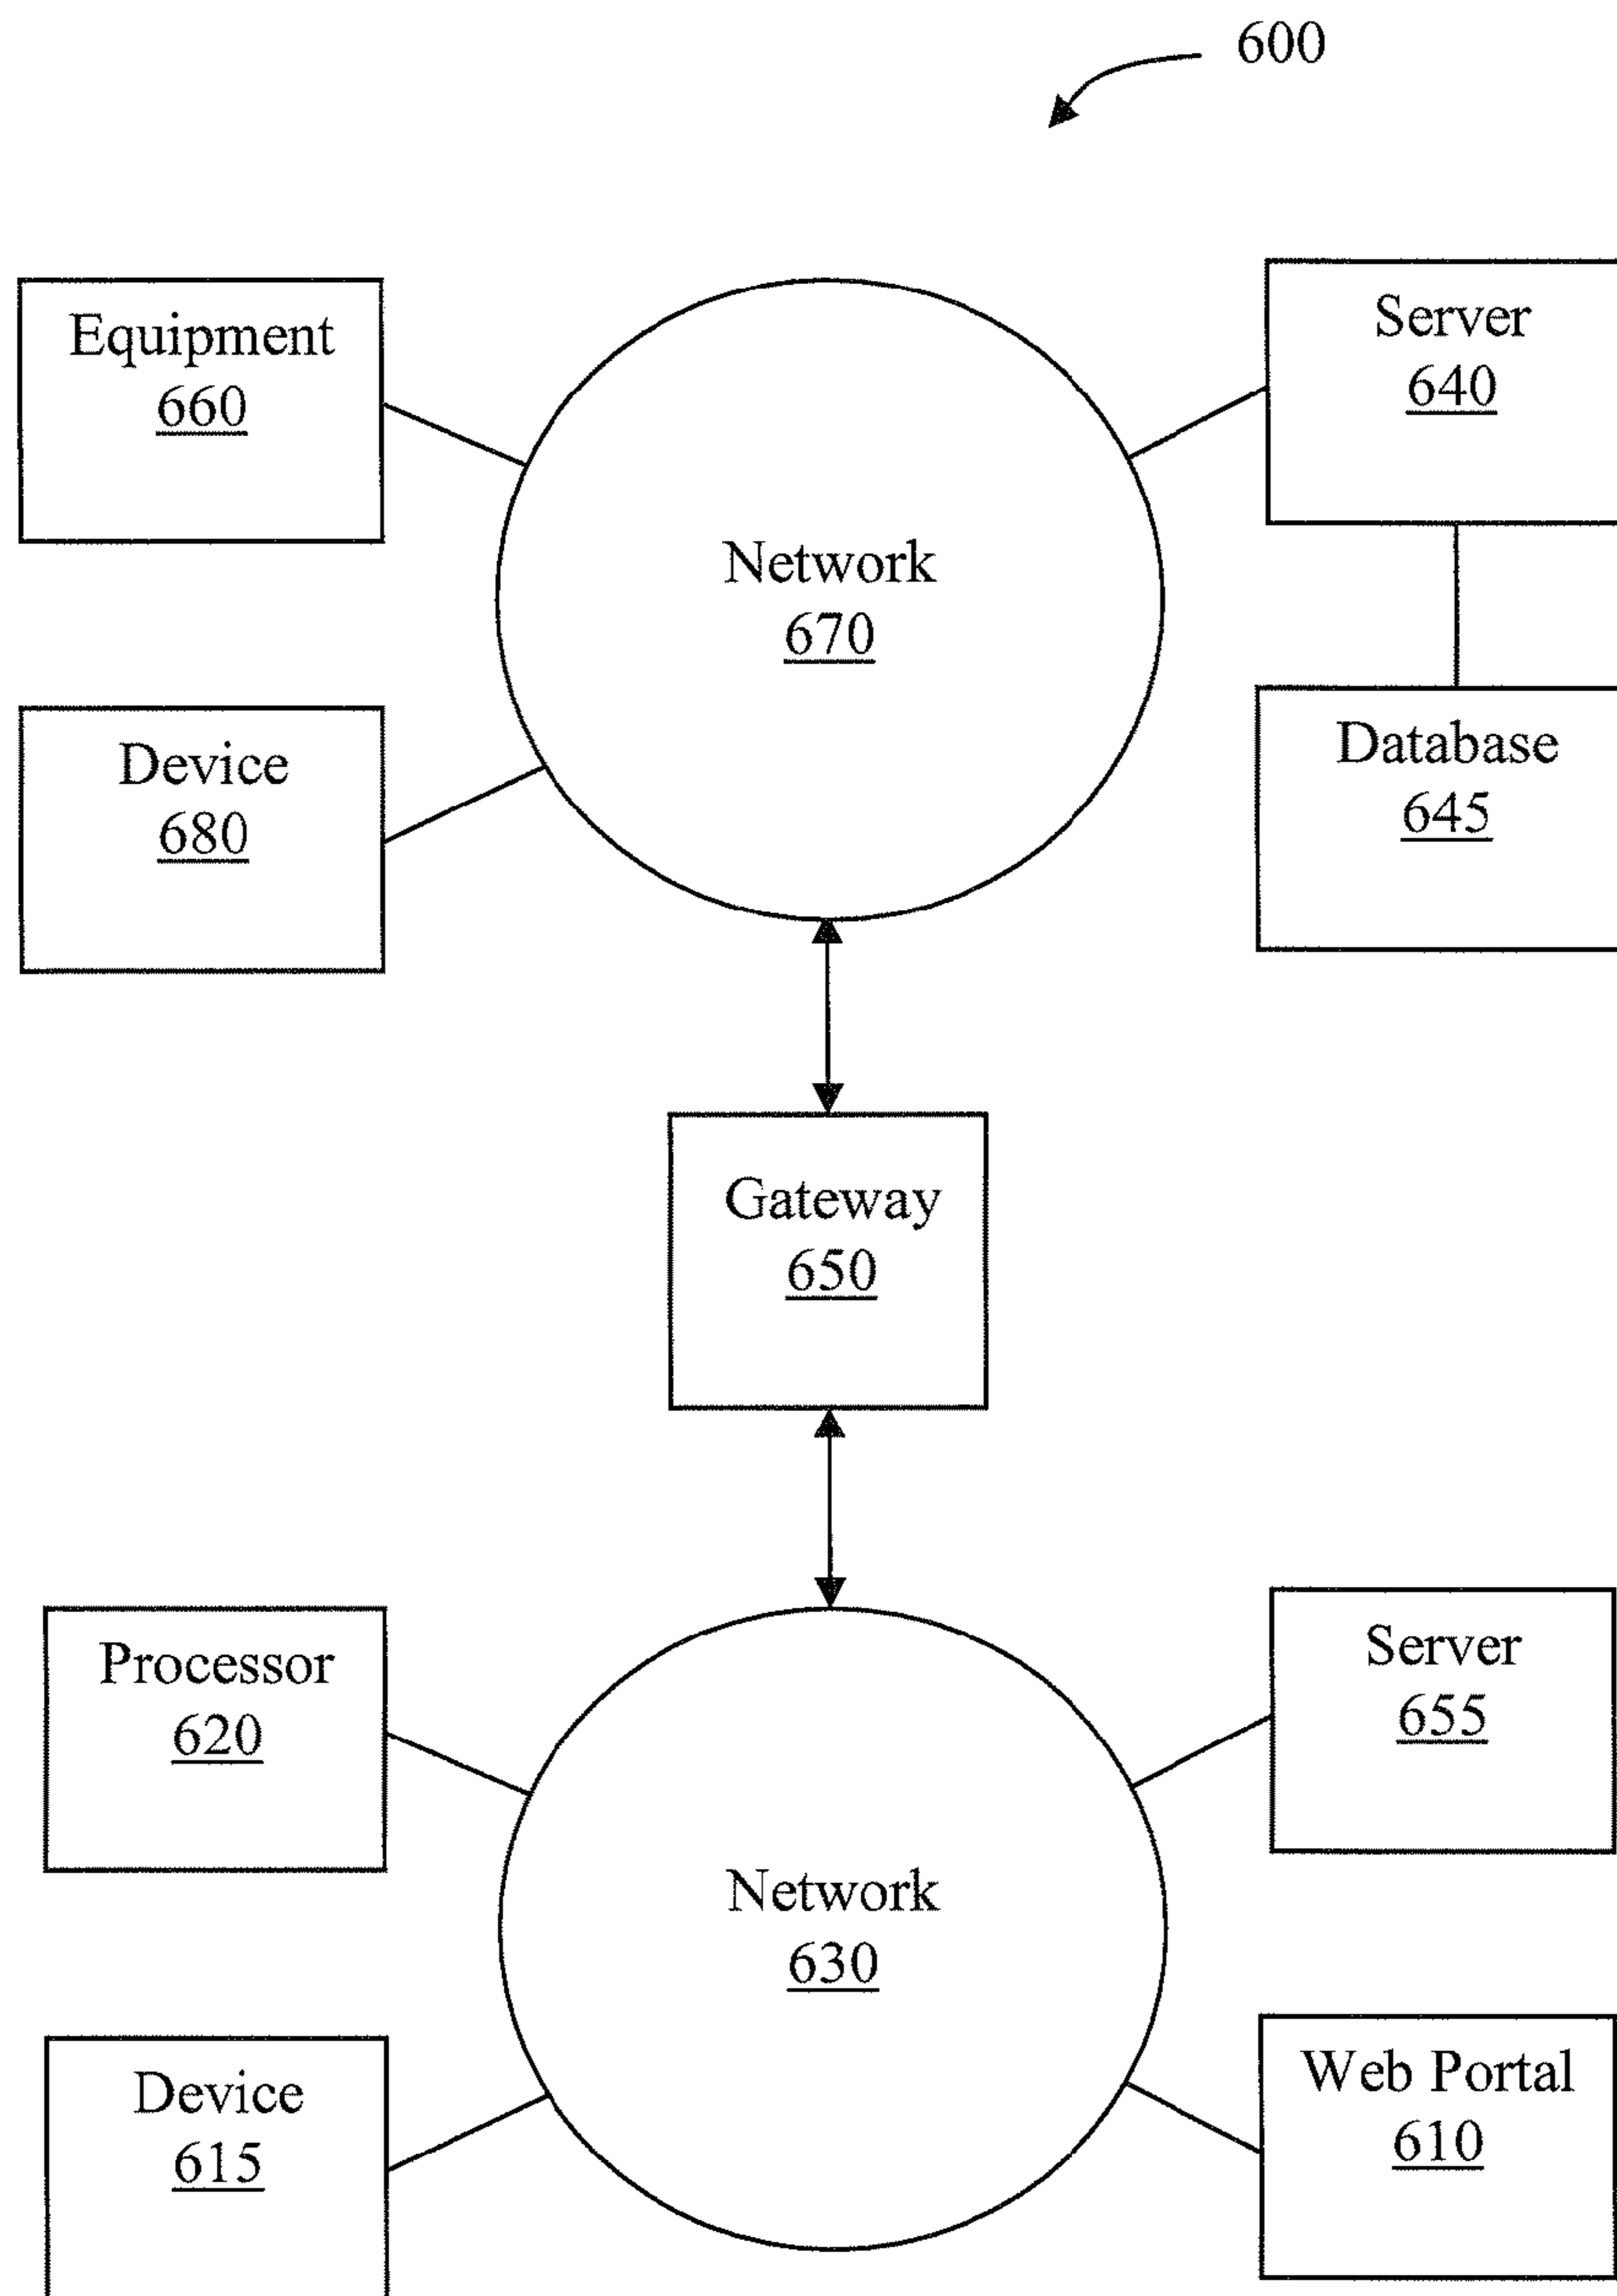 600
Equipment
660
Server
640
Network
670
Device
680
Database
645
Gateway
650
Processor
620
Server
655
Network
630
Device
615
Web Portal
610